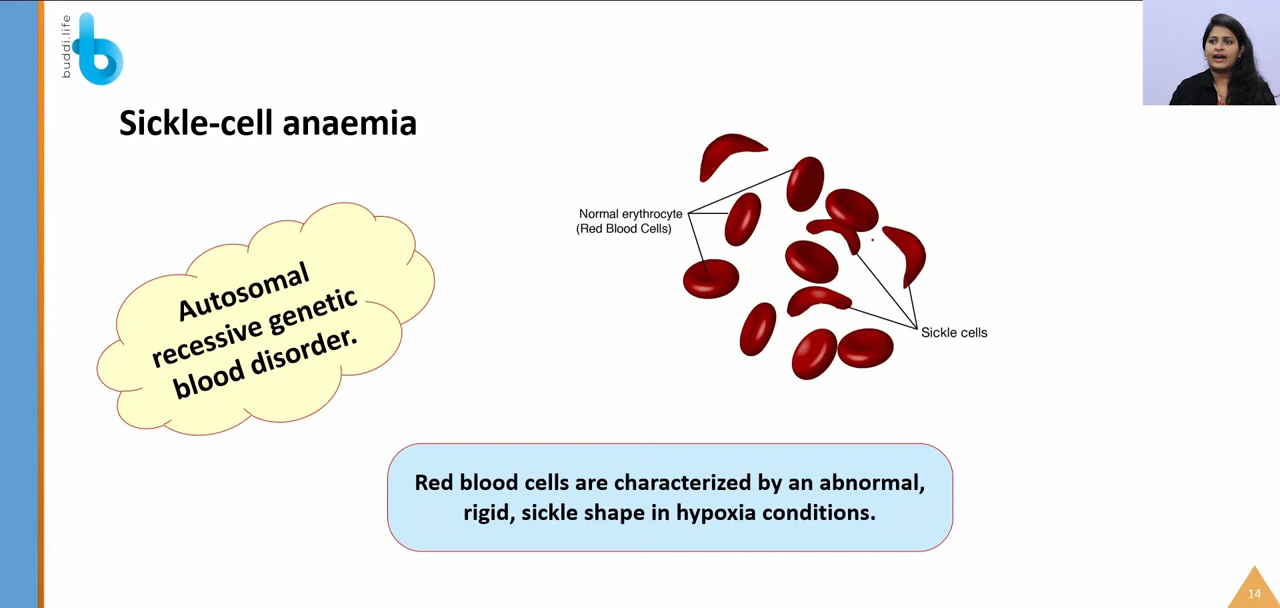 buddi.life
Sickle-cell anaemia
Autosomal
recessive genetic
blood disorder.
Normal erythrocyte
(Red Blood Cells)
Sickle cells
Red blood cells are characterized by an abnormal,
rigid, sickle shape in hypoxia conditions.
14